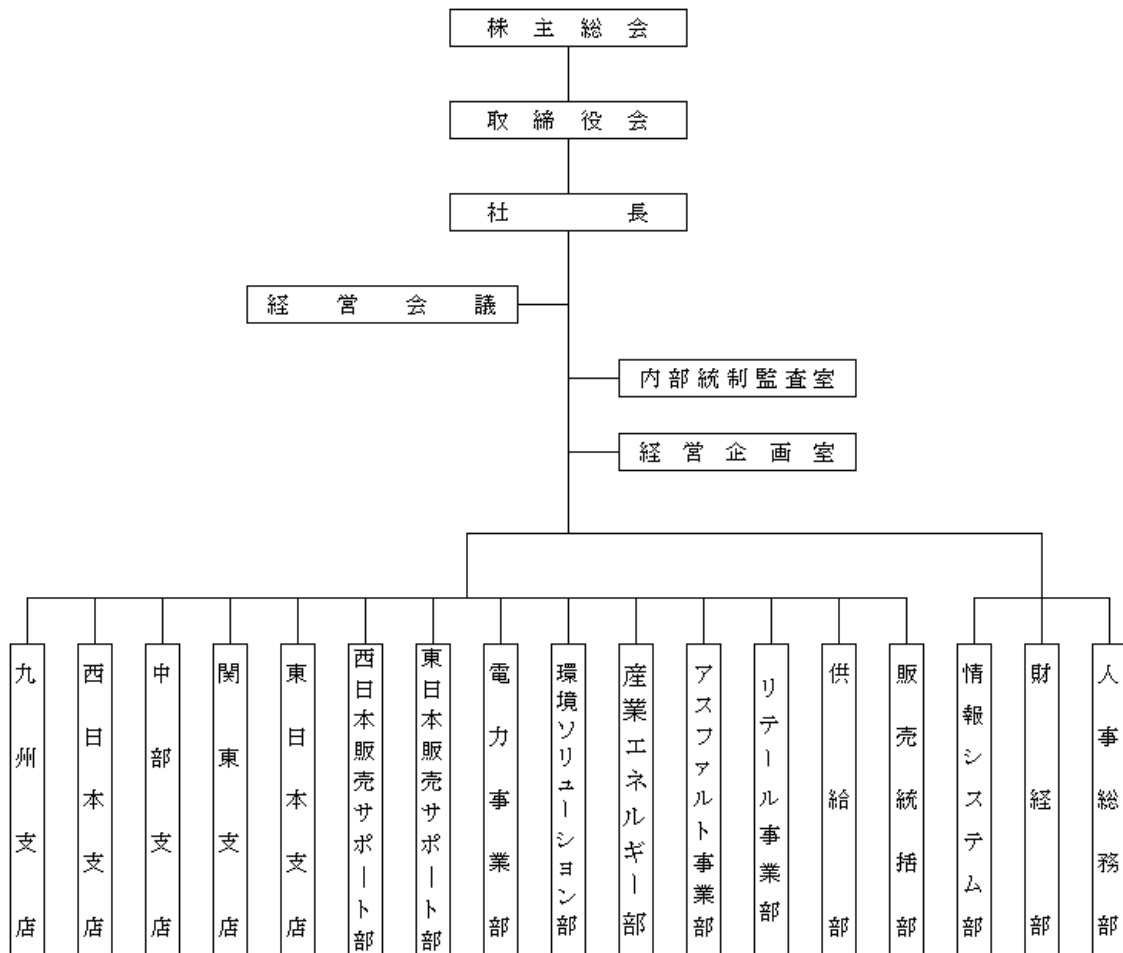 株主総会
取締役会
社長
経営会議
内部統制監査室
経営企画室
九州支店
西日本支店
中部支店
関東支店
東日本支店
西日本販売サポート部
東日本販売サポート部
電力事業部
環境ソリューション部
産業エネルギー部
アスファルト事業部
リテール事業部
供給部
販売統括部
情報システム部
財経部
人事総務部